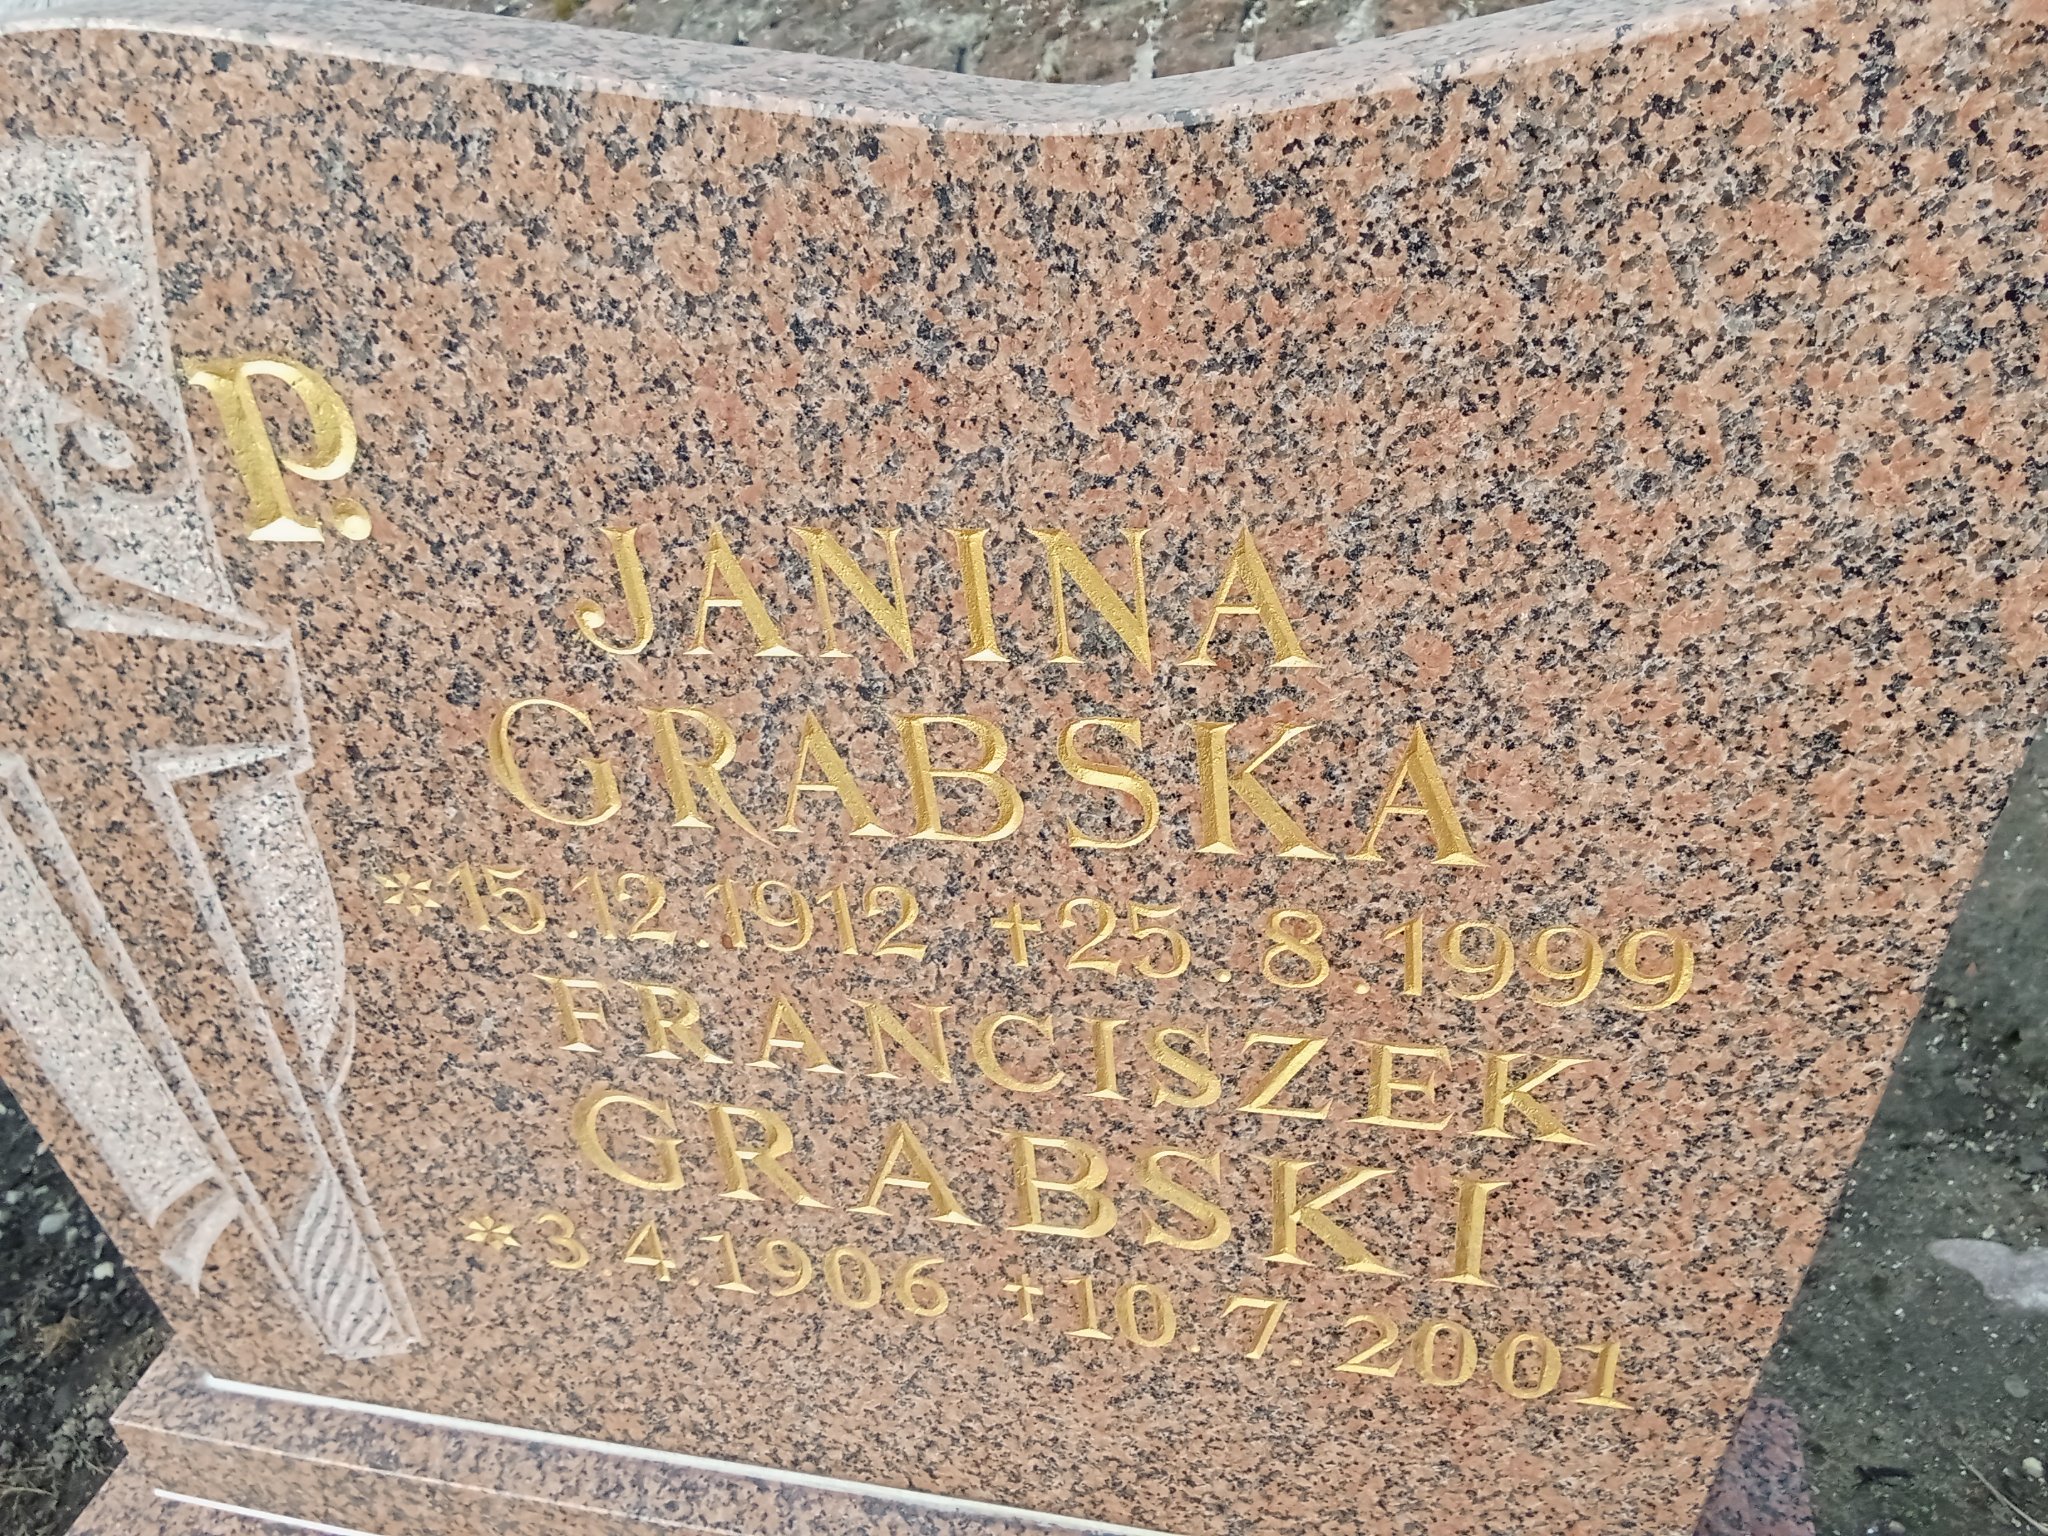 P.
JANINA
GRABSKA
*15.12.1912 †25.8.1999
FRANCISZEK
GRABSKI
*3.4.1906 †10.7.2001